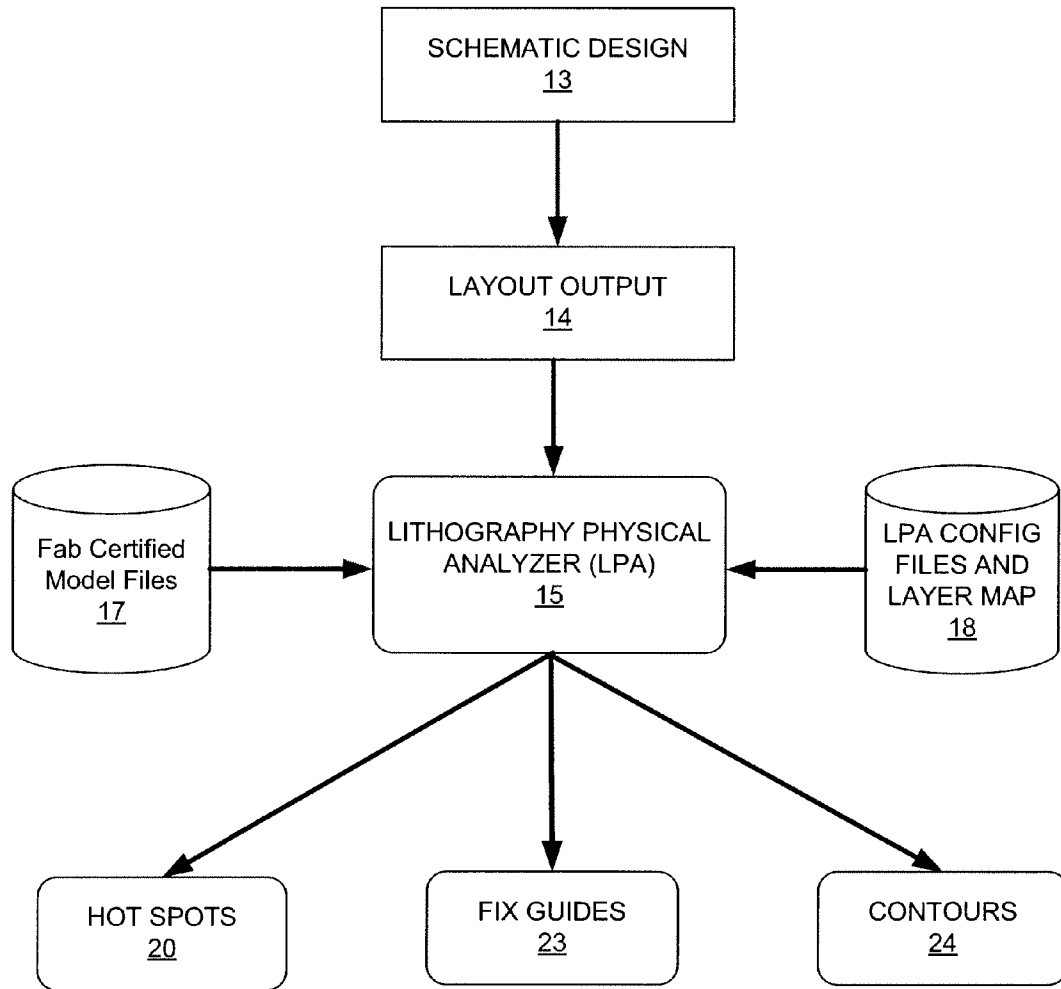 SCHEMATIC DESIGN
13
LAYOUT OUTPUT
14
Fab Certified
Model Files
17
LITHOGRAPHY PHYSICAL
ANALYZER (LPA)
15
LPA CONFIG
FILES AND
LAYER MAP
18
HOT SPOTS
20
FIX GUIDES
23
CONTOURS
24